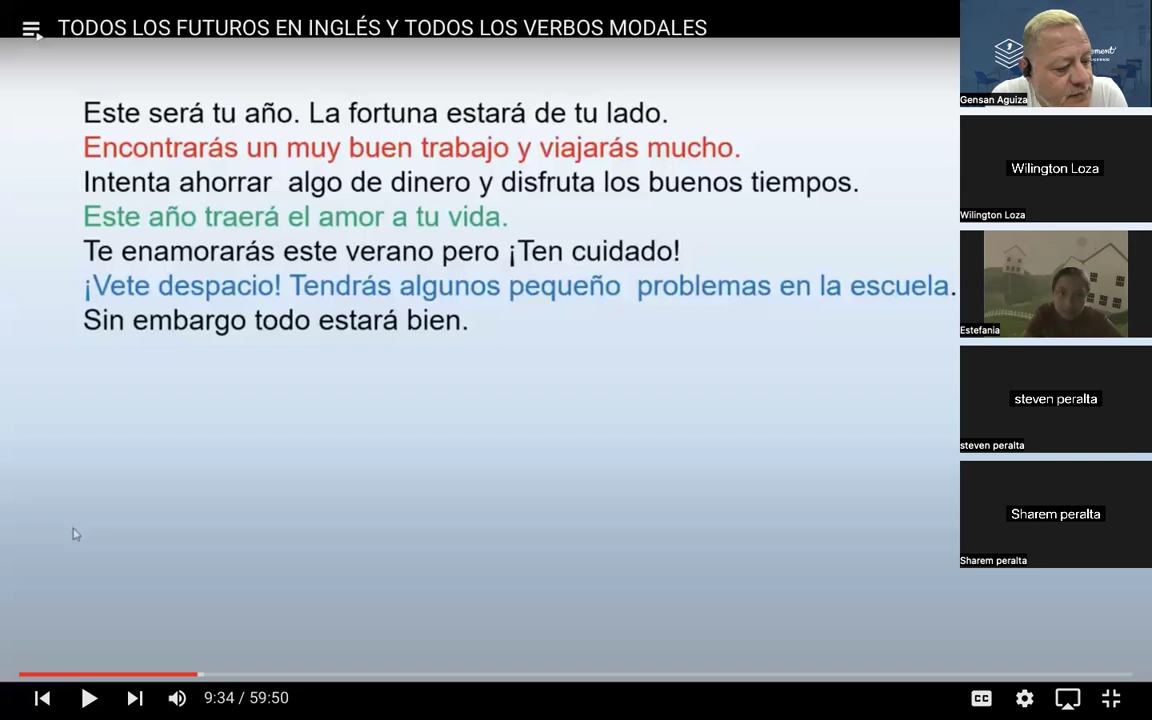 TODOS LOS FUTUROS EN INGLÉS Y TODOS LOS VERBOS MODALES
Este será tu año. La fortuna estará de tu lado.
Encontrarás un muy buen trabajo y viajarás mucho.
Intenta ahorrar  algo de dinero y disfruta los buenos tiempos.
Este año traerá el amor a tu vida.
Te enamorarás este verano pero ¡Ten cuidado!
¡Vete despacio! Tendrás algunos pequeño  problemas en la escuela.
Sin embargo todo estará bien.
9:34 / 59:50
CC
Gensan Aguiza
Wilington Loza
Wilington Loza
Estefania
steven peralta
steven peralta
Sharem peralta
Sharem peralta